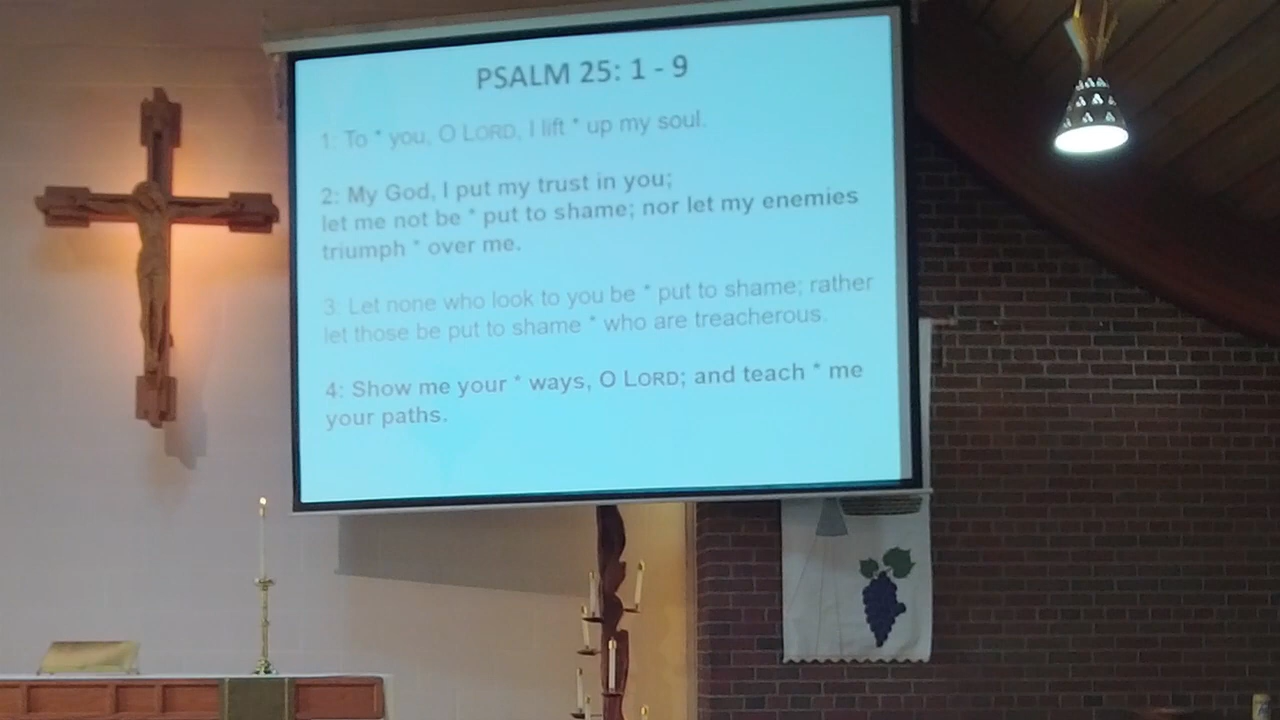 PSALM 25: 1 - 9
1: To * you, O LORD, I lift * up my soul.
2: My God, I put my trust in you;
let me not be * put to shame; nor let my enemies
triumph * over me.
3: Let none who look to you be * put to shame; rather
let those be put to shame * who are treacherous.
4: Show me your * ways, O LORD; and teach * me
your paths.